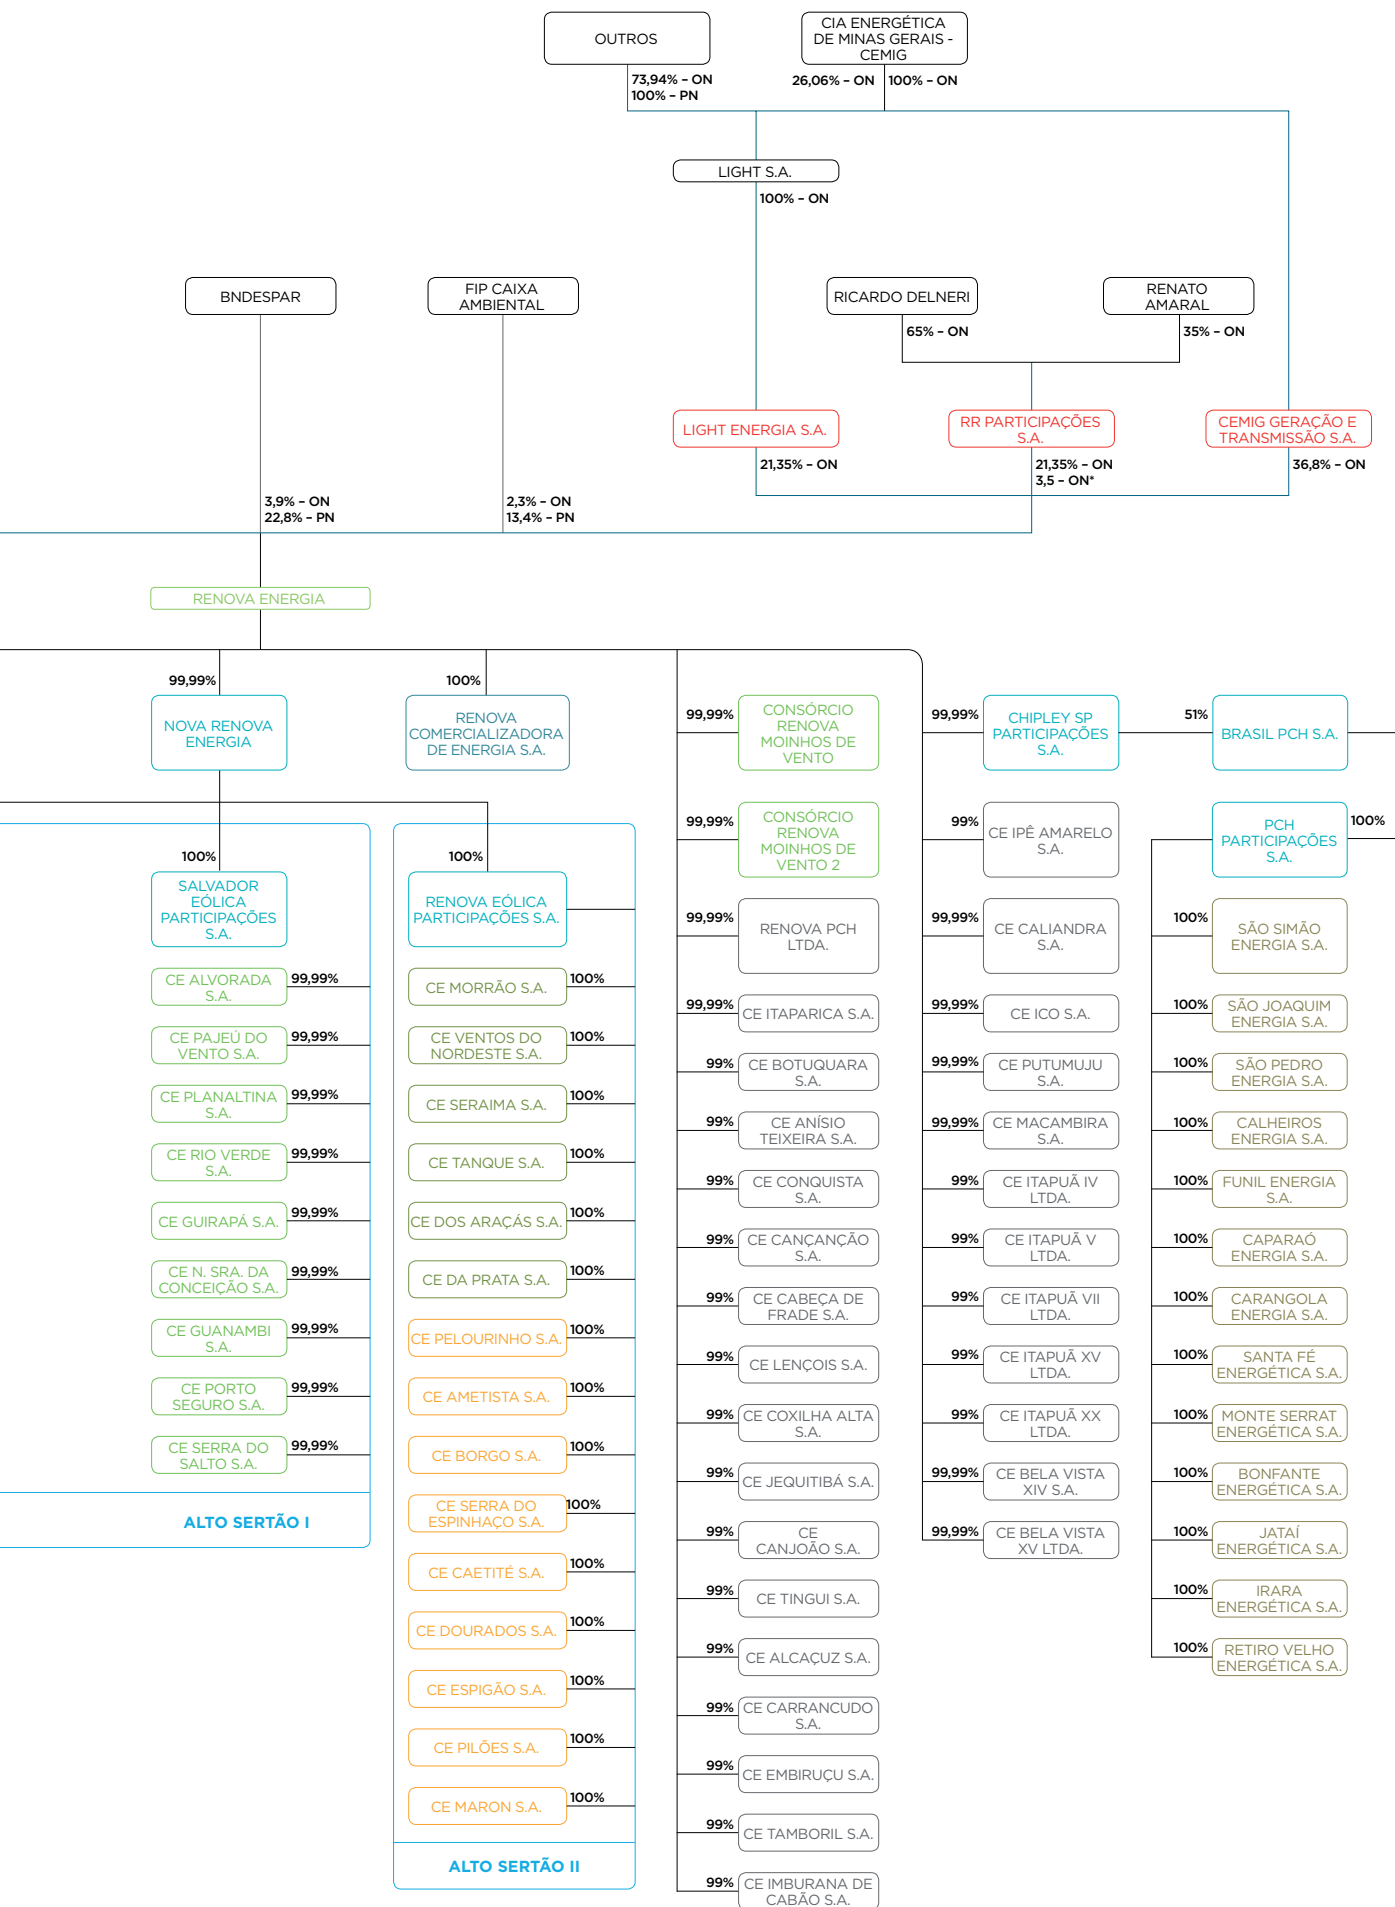 OUTROS
CIA ENERGÉTICA
DE MINAS GERAIS -
CEMIG
73,94% – ON
100% – PN
26,06% – ON
100% – ON
LIGHT S.A.
100% – ON
BNDESPAR
FIP CAIXA
AMBIENTAL
RICARDO DELNERI
RENATO
AMARAL
65% – ON
35% – ON
LIGHT ENERGIA S.A.
RR PARTICIPAÇÕES
S.A.
CEMIG GERAÇÃO E
TRANSMISSÃO S.A.
21,35% – ON
21,35% – ON
3,5 – ON*
36,8% – ON
3,9% – ON
22,8% – PN
2,3% – ON
13,4% – PN
RENOVA ENERGIA
99,99%
NOVA RENOVA
ENERGIA
100%
RENOVA
COMERCIALIZADORA
DE ENERGIA S.A.
100%
SALVADOR
EÓLICA
PARTICIPAÇÕES
S.A.
CE ALVORADA
S.A.
99,99%
CE PAJEÚ DO
VENTO S.A.
99,99%
CE PLANALTINA
S.A.
99,99%
CE RIO VERDE
S.A.
99,99%
CE GUIRAPÁ S.A.
99,99%
CE N. SRA. DA
CONCEIÇÃO S.A.
99,99%
CE GUANAMBI
S.A.
99,99%
CE PORTO
SEGURO S.A.
99,99%
CE SERRA DO
SALTO S.A.
99,99%
ALTO SERTÃO I
100%
RENOVA EÓLICA
PARTICIPAÇÕES S.A.
CE MORRÃO S.A.
100%
CE VENTOS DO
NORDESTE S.A.
100%
CE SERAIMA S.A.
100%
CE TANQUE S.A.
100%
CE DOS ARAÇÁS S.A.
100%
CE DA PRATA S.A.
100%
CE PELOURINHO S.A.
100%
CE AMETISTA S.A.
100%
CE BORGO S.A.
100%
CE SERRA DO
ESPINHAÇO S.A.
100%
CE CAETITÉ S.A.
100%
CE DOURADOS S.A.
100%
CE ESPIGÃO S.A.
100%
CE PILÕES S.A.
100%
CE MARON S.A.
100%
ALTO SERTÃO II
99,99%
CONSÓRCIO
RENOVA
MOINHOS DE
VENTO
99,99%
CONSÓRCIO
RENOVA
MOINHOS DE
VENTO 2
99,99%
RENOVA PCH
LTDA.
99,99%
CE ITAPARICA S.A.
99%
CE BOTUQUARA
S.A.
99%
CE ANÍSIO
TEIXEIRA S.A.
99%
CE CONQUISTA
S.A.
99%
CE CANÇANÇÃO
S.A.
99%
CE CABEÇA DE
FRADE S.A.
99%
CE LENÇOIS S.A.
99%
CE COXILHA ALTA
S.A.
99%
CE JEQUITIBÁ S.A.
99%
CE
CANJOÃO S.A.
99%
CE TINGUI S.A.
99%
CE ALCAÇUZ S.A.
99%
CE CARRANCUDO
S.A.
99%
CE EMBIRUÇU S.A.
99%
CE TAMBORIL S.A.
99%
CE IMBURANA DE
CABÃO S.A.
99,99%
CHIPLEY SP
PARTICIPAÇÕES
S.A.
99%
CE IPÊ AMARELO
S.A.
99,99%
CE CALIANDRA
S.A.
99,99%
CE ICO S.A.
99,99%
CE PUTUMUJU
S.A.
99,99%
CE MACAMBIRA
S.A.
99%
CE ITAPUÃ IV
LTDA.
99%
CE ITAPUÃ V
LTDA.
99%
CE ITAPUÃ VII
LTDA.
99%
CE ITAPUÃ XV
LTDA.
99%
CE ITAPUÃ XX
LTDA.
99,99%
CE BELA VISTA
XIV S.A.
99,99%
CE BELA VISTA
XV LTDA.
51%
BRASIL PCH S.A.
PCH
PARTICIPAÇÕES
S.A.
100%
100%
SÃO SIMÃO
ENERGIA S.A.
100%
SÃO JOAQUIM
ENERGIA S.A.
100%
SÃO PEDRO
ENERGIA S.A.
100%
CALHEIROS
ENERGIA S.A.
100%
FUNIL ENERGIA
S.A.
100%
CAPARAÓ
ENERGIA S.A.
100%
CARANGOLA
ENERGIA S.A.
100%
SANTA FÉ
ENERGÉTICA S.A.
100%
MONTE SERRAT
ENERGÉTICA S.A.
100%
BONFANTE
ENERGÉTICA S.A.
100%
JATAÍ
ENERGÉTICA S.A.
100%
IRARA
ENERGÉTICA S.A.
100%
RETIRO VELHO
ENERGÉTICA S.A.